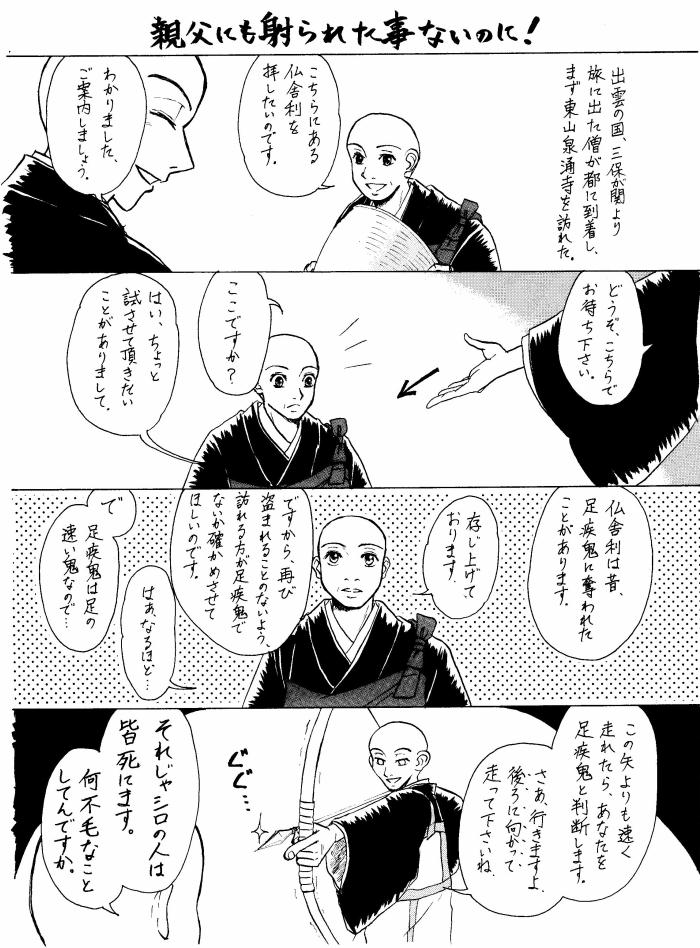 親父にも射られた事ないのに!
出雲の国、三保が関より
旅に出た僧が都に到着し、
まず東山泉涌寺を訪れた。
こちらにある
仏舎利を
拝したいのです。
わかりました、
ご案内しましょう。
どうぞ、こちらで
お待ち下さい。
ここですか?
はい、ちょっと
試させて頂きたい
ことがありまして。
仏舎利は昔、
足疾鬼に奪われた
ことがあります。
存じ上げて
おります。
ですから再び
盗まれることのないよう、
訪れる方が足疾鬼で
ないか確かめさせて
ほしいのです。
で
足疾鬼は足の
速い鬼なので…
はあ、なるほど…
この矢よりも速く
走れたら、あなたを
足疾鬼と判断します。
さあ、行きますよ、
後ろに向かって
走って下さいね。
ぐぐ…
それじゃシロの人は
皆死にます。
何不毛なこと
してんですか。